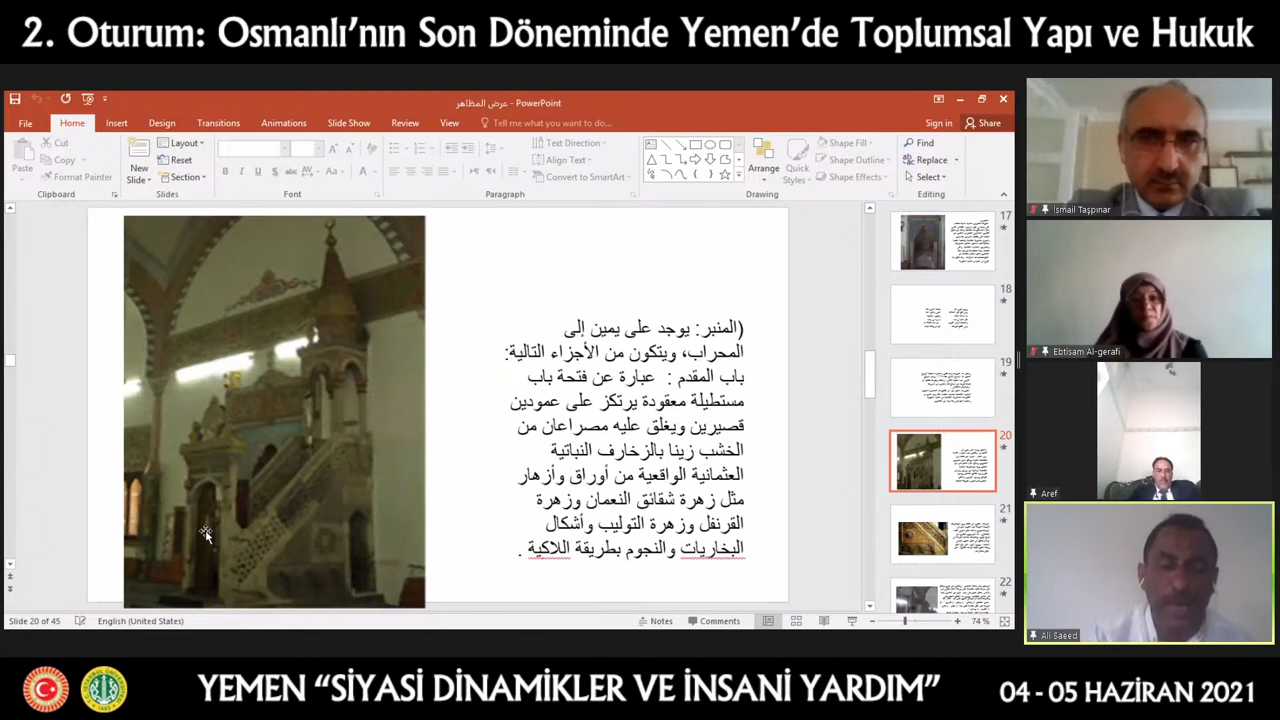 2. Oturum: Osmanlı’nın Son Döneminde Yemen’de Toplumsal Yapı ve Hukuk
عرض المظاهر - PowerPoint
File Home Insert Design Transitions Animations Slide Show Review View Tell me what you want to do... Sign in Share
Paste
Cut
Copy
Format Painter
Clipboard
New Slide
Layout
Reset
Section
Slides
Font
Text Direction
Align Text
Convert to SmartArt
Paragraph
Arrange
Quick Styles
Shape Fill
Shape Outline
Shape Effects
Drawing
Find
Replace
Select
Editing
(المنبر: يوجد على يمين إلى
المحراب، ويتكون من الأجزاء التالية:
باب المقدم : عبارة عن فتحة باب
مستطيلة معقودة يرتكز على عمودين
قصيرين ويغلق عليه مصراعان من
الخشب زينا بالزخارف النباتية
العثمانية الواقعية من أوراق وأزهار
مثل زهرة شقائق النعمان وزهرة
القرنفل وزهرة التوليب وأشكال
البخاريات والنجوم بطريقة اللاكية .
17
18
19
20
21
22
Slide 20 of 45 English (United States) Notes Comments 74 %
İsmail Taşpınar
Ebtisam Al-gerafi
Aref
Ali Saeed
YEMEN “SİYASİ DİNAMİKLER VE İNSANİ YARDIM”
04 - 05 HAZİRAN 2021